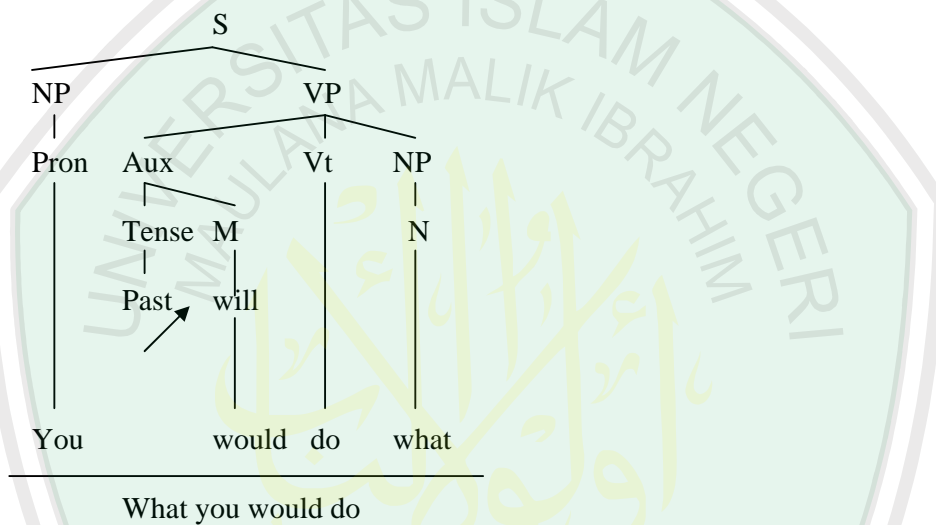 S
NP VP
Pron Aux Vt NP
Tense M N
Past will
You would do what
What you would do
UNIVERSITAS ISLAM NEGERI
MAULANA MALIK IBRAHIM